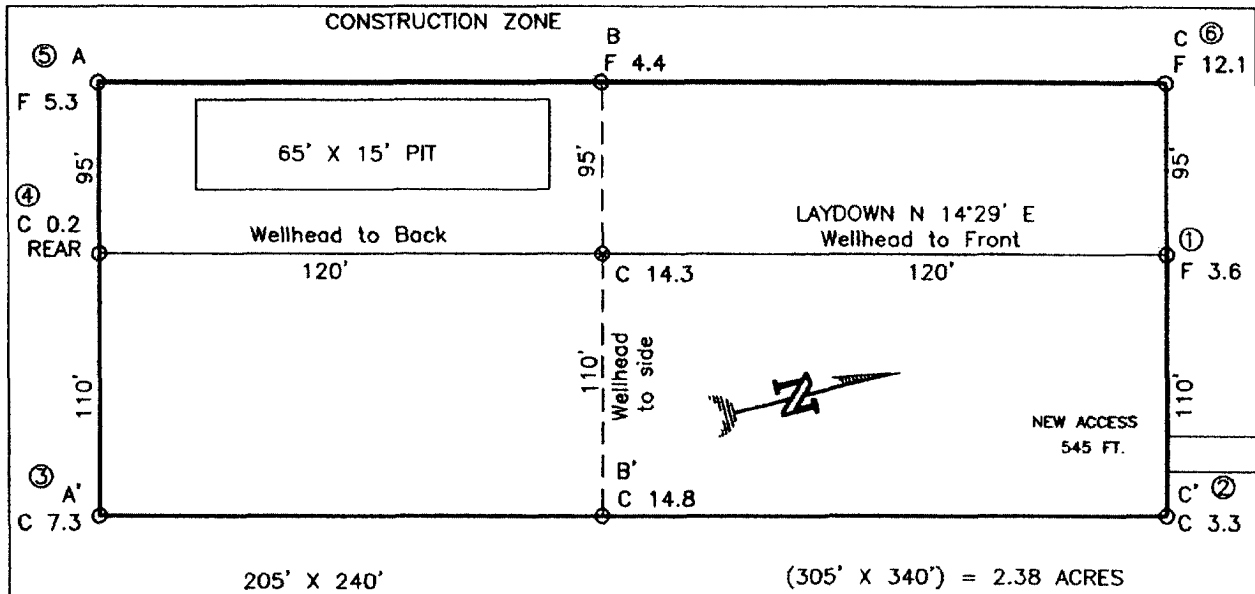 CONSTRUCTION ZONE
⑤ A
B
C ⑥
F 5.3
F 4.4
F 12.1
65' X 15' PIT
95'
95'
95'
④
C 0.2
REAR
Wellhead to Back
120'
LAYDOWN N 14°29' E
Wellhead to Front
120'
①
F 3.6
C 14.3
110'
110'
Wellhead
to side
N
110'
NEW ACCESS
545 FT.
③
A'
C 7.3
B'
C 14.8
C' ②
C 3.3
205' X 240'
(305' X 340') = 2.38 ACRES